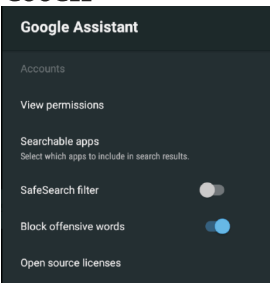 Google Assistant
Accounts
View permissions
Searchable apps
Select which apps to include in search results.
SafeSearch filter
Block offensive words
Open source licenses